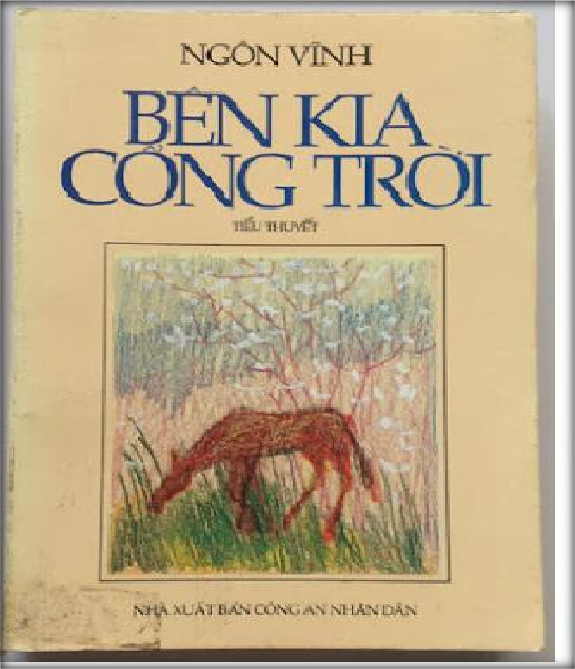 NGÔN VĨNH
BÊN KIA
CỔNG TRỜI
TIỂU THUYẾT
NHÀ XUẤT BẢN CÔNG AN NHÂN DÂN